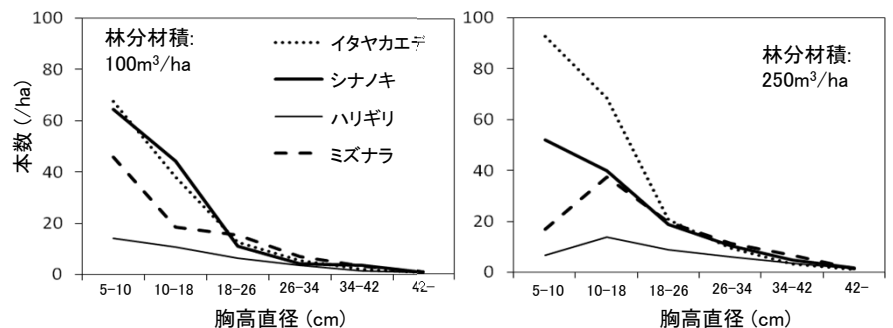 林分材積:
100m³/ha
イタヤカエデ
シナノキ
ハリギリ
ミズナラ
本数 (/ha)
100
80
60
40
20
0
5-10
10-18
18-26
26-34
34-42
42-
胸高直径 (cm)
林分材積:
250m³/ha
100
80
60
40
20
0
5-10
10-18
18-26
26-34
34-42
42-
胸高直径 (cm)